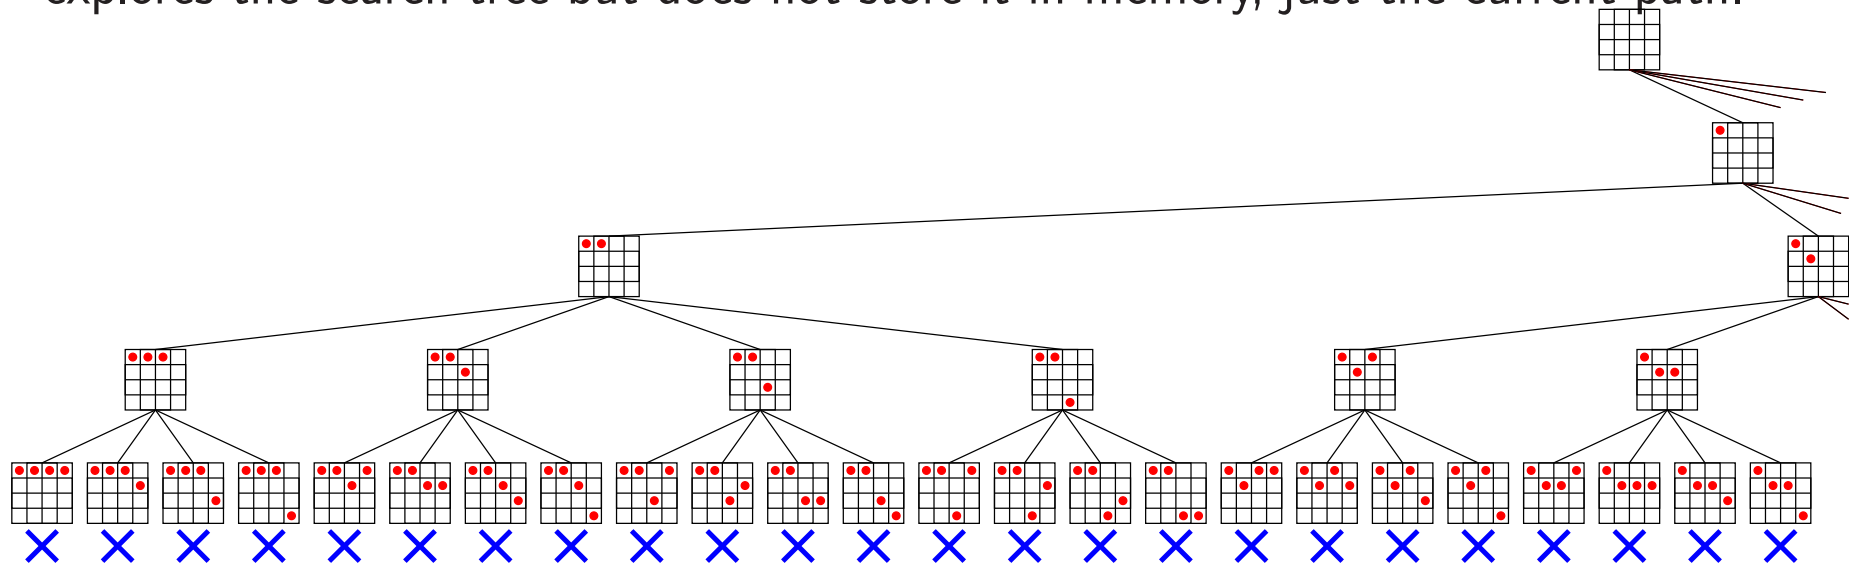 explores the search tree but does not store it in memory, just the current path.